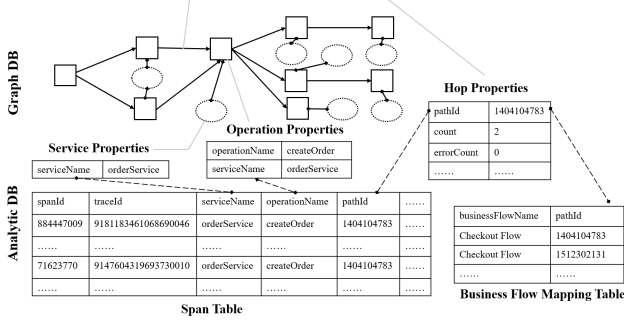 Graph DB
Hop Properties
pathId 1404104783
count 2
errorCount 0
…… ……
Operation Properties
operationName createOrder
serviceName orderService
Service Properties
serviceName orderService
Analytic DB
spanId traceId serviceName operationName pathId ……
884447009 9181183461068690046 orderService createOrder 1404104783 ……
…… …… …… …… …… ……
71623770 9147604319693730010 orderService createOrder 1404104783 ……
…… …… …… …… …… ……
Span Table
businessFlowName pathId
Checkout Flow 1404104783
Checkout Flow 1512302131
…… ……
Business Flow Mapping Table